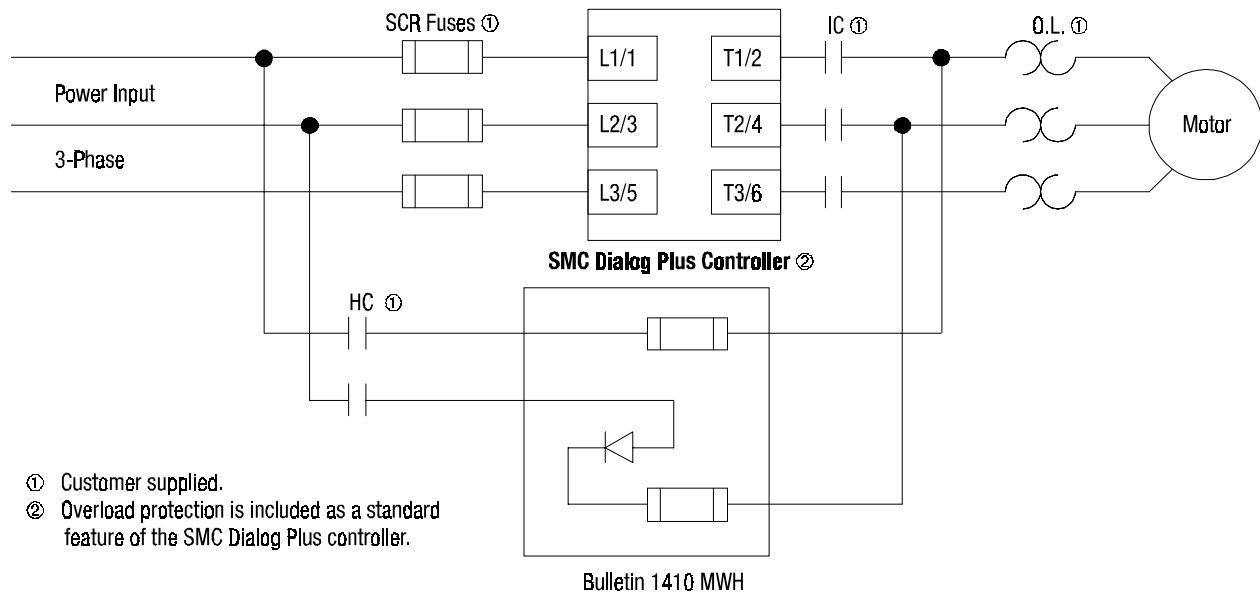 SCR Fuses ①
IC ①
O.L. ①
L1/1
T1/2
Power Input
L2/3
T2/4
Motor
3-Phase
L3/5
T3/6
SMC Dialog Plus Controller ②
HC ①
① Customer supplied.
② Overload protection is included as a standard
feature of the SMC Dialog Plus controller.
Bulletin 1410 MWH